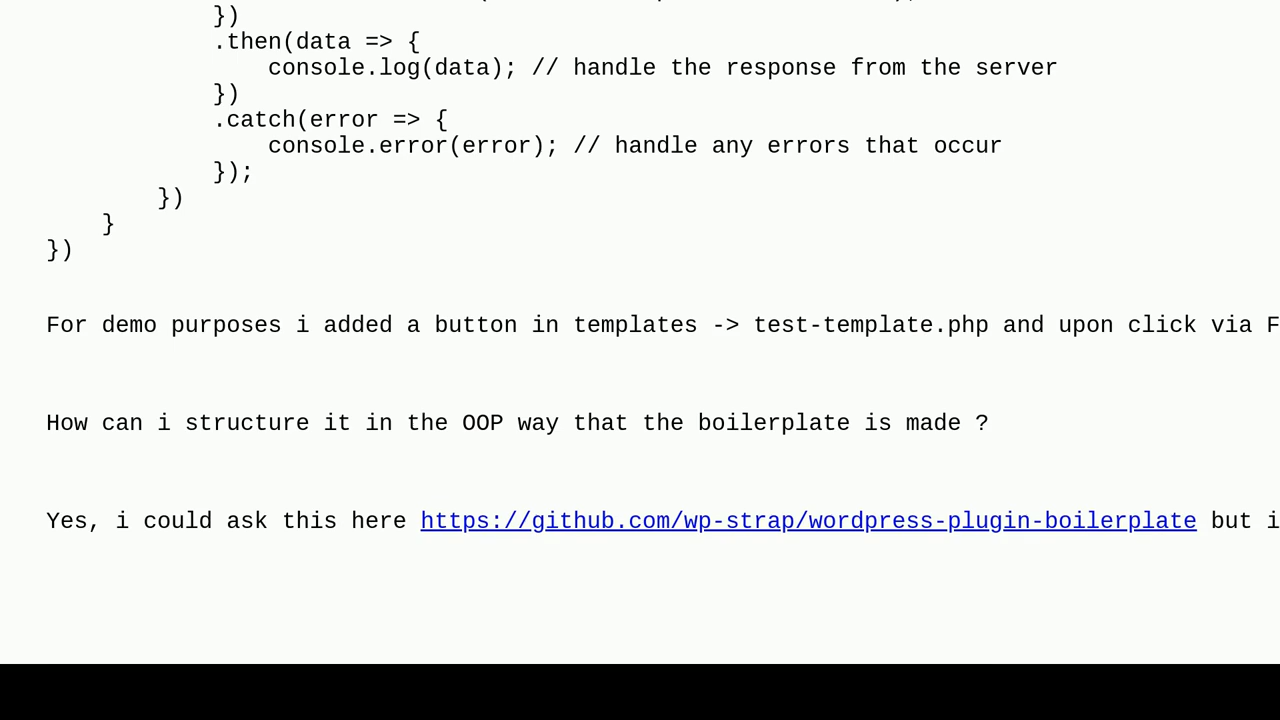 })
.then(data => {
console.log(data); // handle the response from the server
})
.catch(error => {
console.error(error); // handle any errors that occur
});
})
}
})
For demo purposes i added a button in templates -> test-template.php and upon click via F
How can i structure it in the OOP way that the boilerplate is made ?
Yes, i could ask this here https://github.com/wp-strap/wordpress-plugin-boilerplate but i